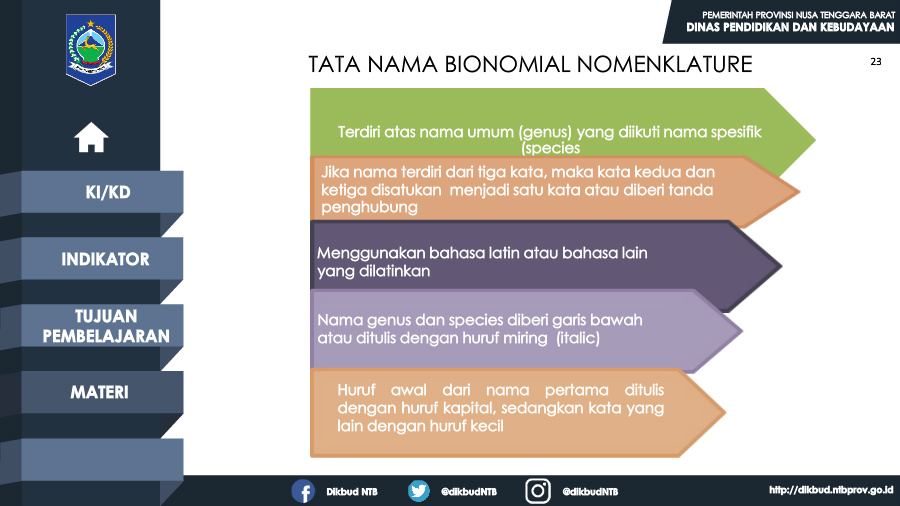 PEMERINTAH PROVINSI NUSA TENGGARA BARAT
DINAS PENDIDIKAN DAN KEBUDAYAAN
TATA NAMA BIONOMIAL NOMENKLATURE
23
Terdiri atas nama umum (genus) yang diikuti nama spesifik
(species
Jika nama terdiri dari tiga kata, maka kata kedua dan
ketiga disatukan menjadi satu kata atau diberi tanda
penghubung
Menggunakan bahasa latin atau bahasa lain
yang dilatinkan
Nama genus dan species diberi garis bawah
atau ditulis dengan huruf miring (italic)
Huruf awal dari nama pertama ditulis
dengan huruf kapital, sedangkan kata yang
lain dengan huruf kecil
KI/KD
INDIKATOR
TUJUAN
PEMBELAJARAN
MATERI
Dikbud NTB
@dikbudNTB
@dikbudNTB
http://dikbud.ntbprov.go.id